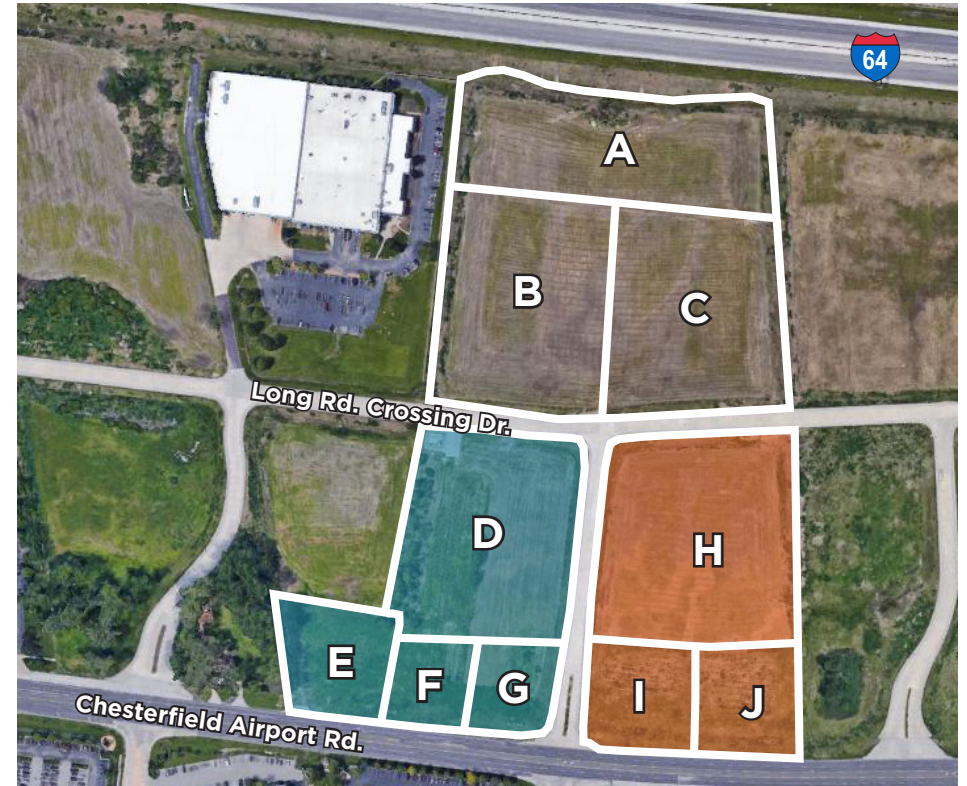 64
A
B
C
Long Rd. Crossing Dr.
D
H
E
F
G
I
J
Chesterfield Airport Rd.